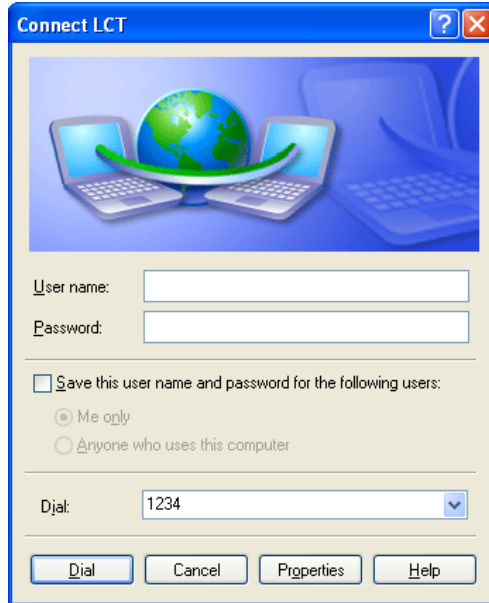 Connect LCT
User name:
Password:
Save this user name and password for the following users:
Me only
Anyone who uses this computer
Dial: 1234
Dial Cancel Properties Help